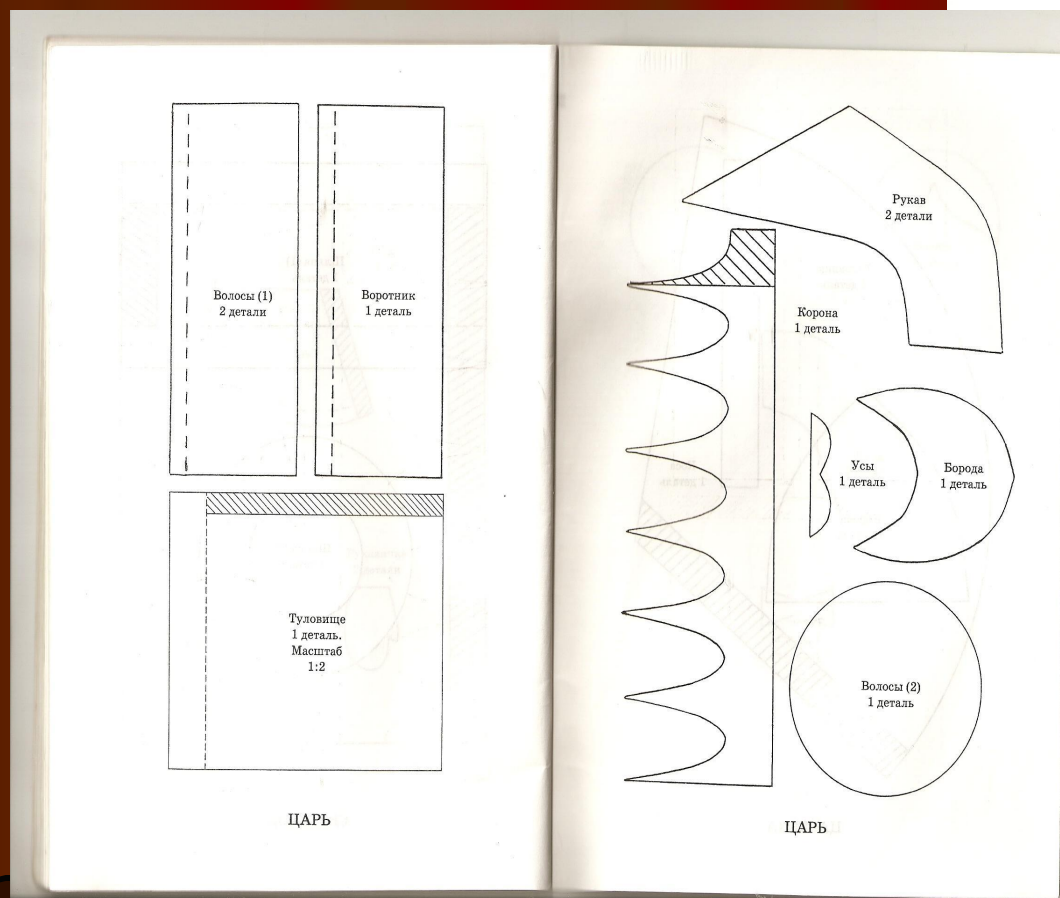 Волосы (1)
2 детали
Воротник
1 деталь
Туловище
1 деталь.
Масштаб
1:2
ЦАРЬ
Рукав
2 детали
Корона
1 деталь
Усы
1 деталь
Борода
1 деталь
Волосы (2)
1 деталь
ЦАРЬ